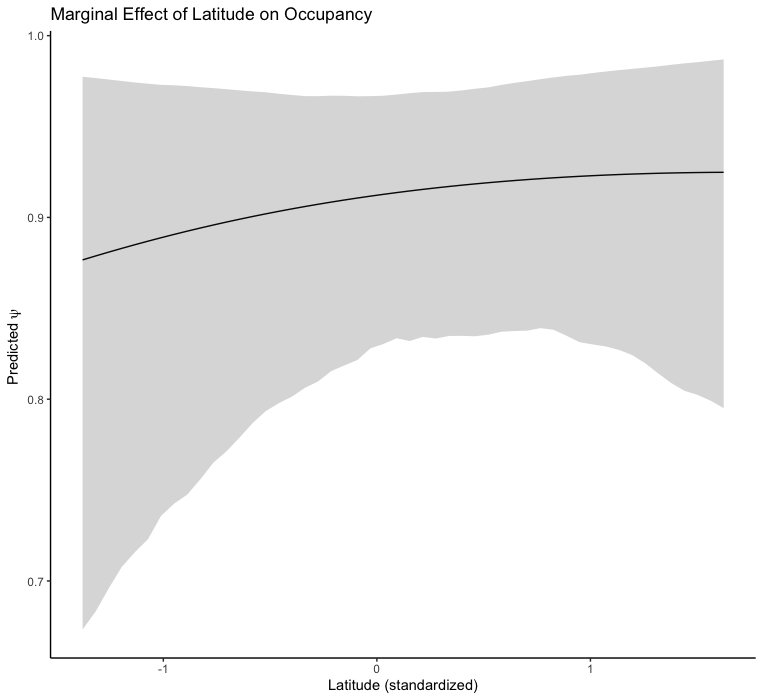 Marginal Effect of Latitude on Occupancy
1.0
0.9
0.8
0.7
Predicted ψ
-1
0
1
Latitude (standardized)